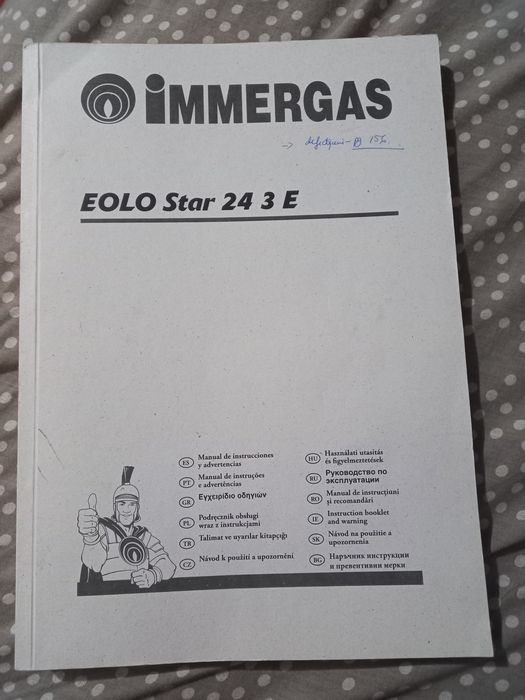 IMMERGAS
→ defecțiuni - P 156.
EOLO Star 24 3 E
ES Manual de instrucciones
y advertencias
PT Manual de instruções
e advertências
GR Εγχειρίδιο οδηγιών
PL Podręcznik obsługi
wraz z instrukcjami
TR Talimat ve uyarılar kitapçığı
CZ Návod k použití a upozornění
HU Használati utasítás
és figyelmeztetések
RU Руководство по
эксплуатации
RO Manual de instrucţiuni
şi recomandări
IE Instruction booklet
and warning
SK Návod na použitie a
upozornenia
BG Наръчник инструкции
и превентивни мерки